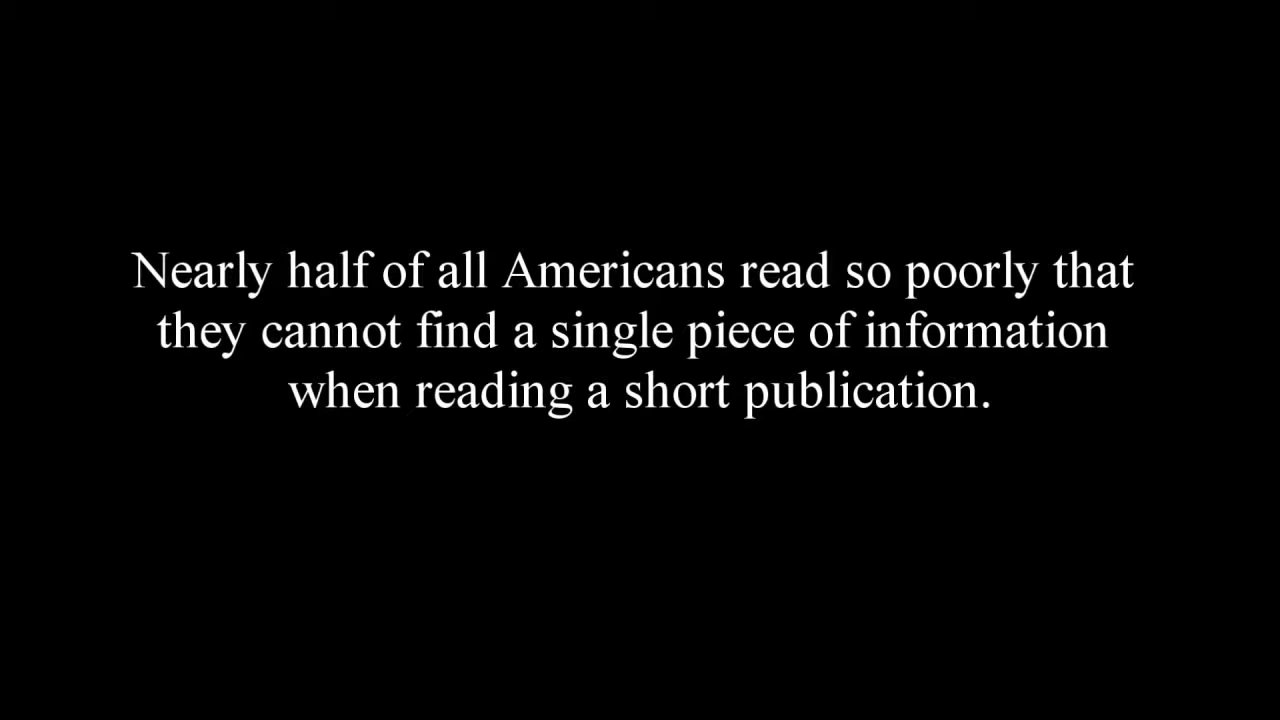 Nearly half of all Americans read so poorly that
they cannot find a single piece of information
when reading a short publication.